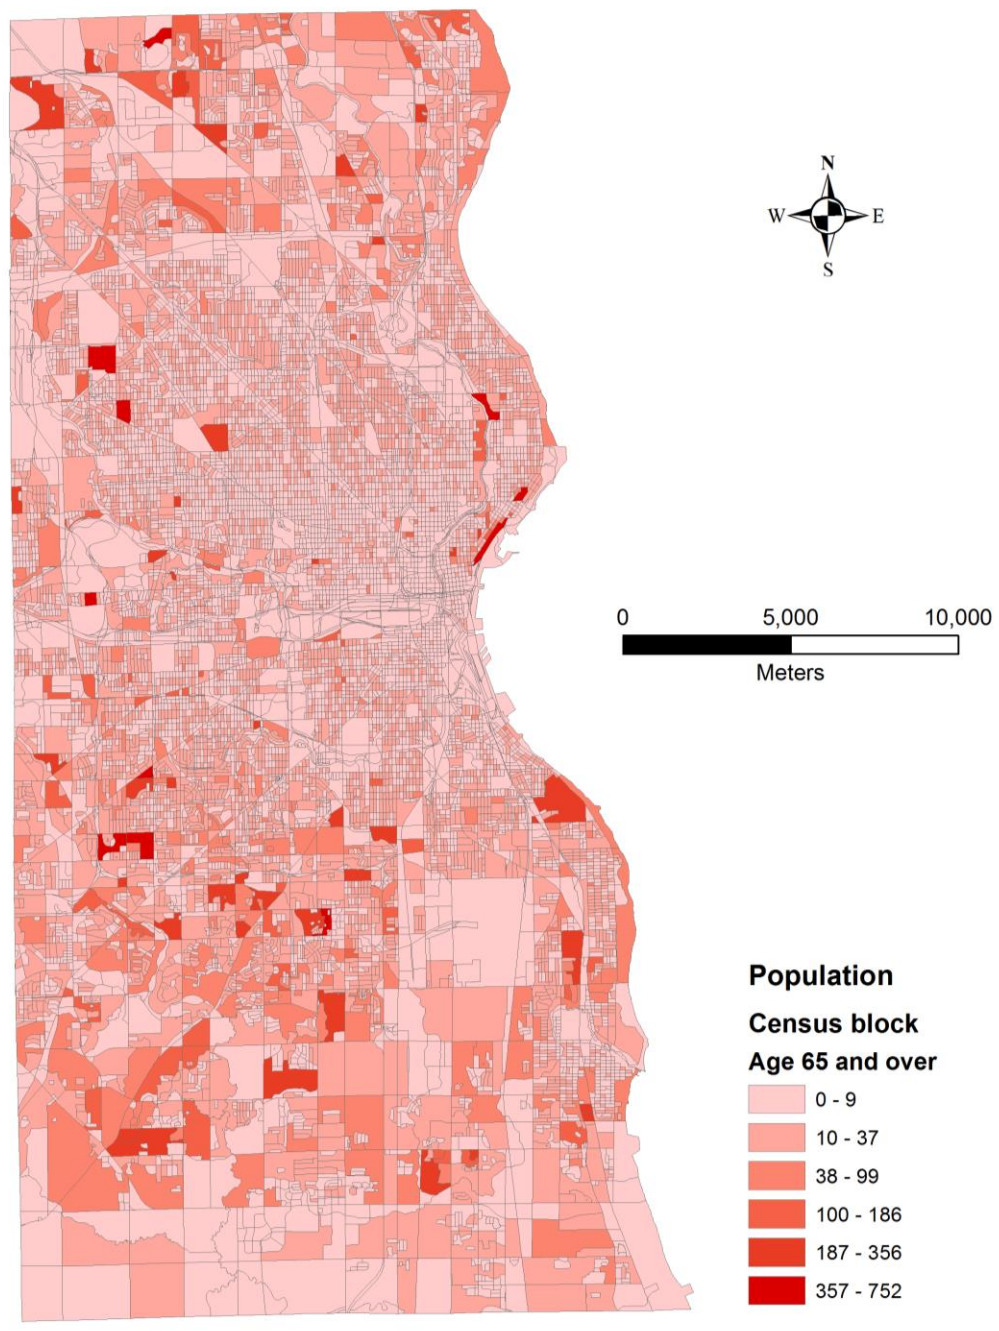 N
W E
S
0 5,000 10,000
Meters
Population
Census block
Age 65 and over
0 - 9
10 - 37
38 - 99
100 - 186
187 - 356
357 - 752